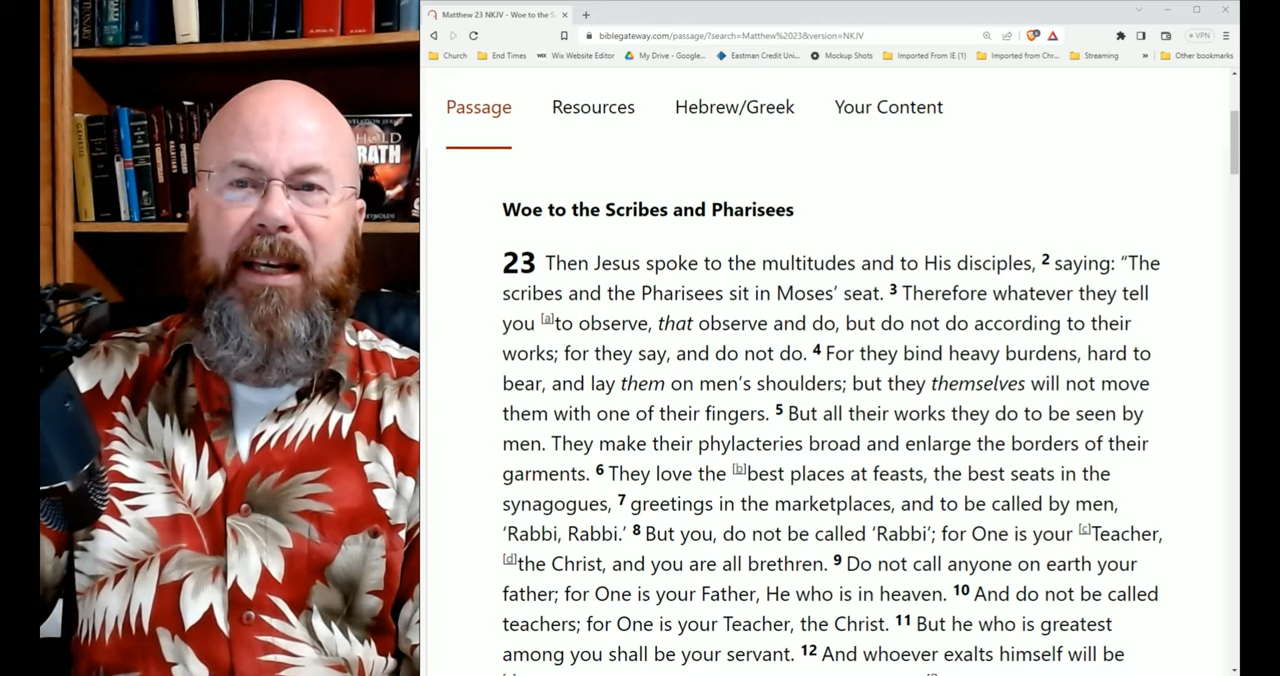 DICTIONARY
GENESIS
GALATIANS
HOLD
RATH
Matthew 23 NKJV - Woe to the S
biblegateway.com/passage/?search=Matthew%2023&version=NKJV
VPN
Church End Times WIX Wix Website Editor My Drive - Google... Eastman Credit Uni... Mockup Shots Imported From IE (1) Imported from Chr... Streaming » Other bookmarks
Passage Resources Hebrew/Greek Your Content
Woe to the Scribes and Pharisees
23 Then Jesus spoke to the multitudes and to His disciples, 2 saying: “The
scribes and the Pharisees sit in Moses’ seat. 3 Therefore whatever they tell
you [a]to observe, that observe and do, but do not do according to their
works; for they say, and do not do. 4 For they bind heavy burdens, hard to
bear, and lay them on men’s shoulders; but they themselves will not move
them with one of their fingers. 5 But all their works they do to be seen by
men. They make their phylacteries broad and enlarge the borders of their
garments. 6 They love the [b]best places at feasts, the best seats in the
synagogues, 7 greetings in the marketplaces, and to be called by men,
‘Rabbi, Rabbi.’ 8 But you, do not be called ‘Rabbi’; for One is your [c]Teacher,
[d]the Christ, and you are all brethren. 9 Do not call anyone on earth your
father; for One is your Father, He who is in heaven. 10 And do not be called
teachers; for One is your Teacher, the Christ. 11 But he who is greatest
among you shall be your servant. 12 And whoever exalts himself will be